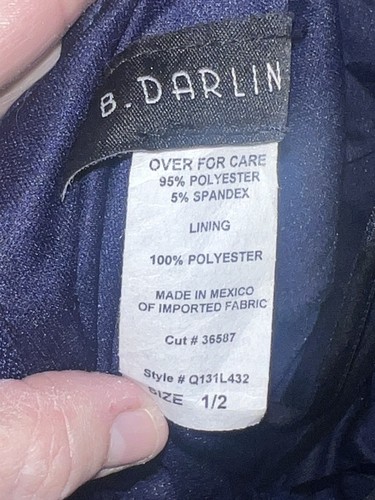 B. DARLIN
OVER FOR CARE
95% POLYESTER
5% SPANDEX
LINING
100% POLYESTER
MADE IN MEXICO
OF IMPORTED FABRIC
Cut # 36587
Style # Q131L432
SIZE 1/2